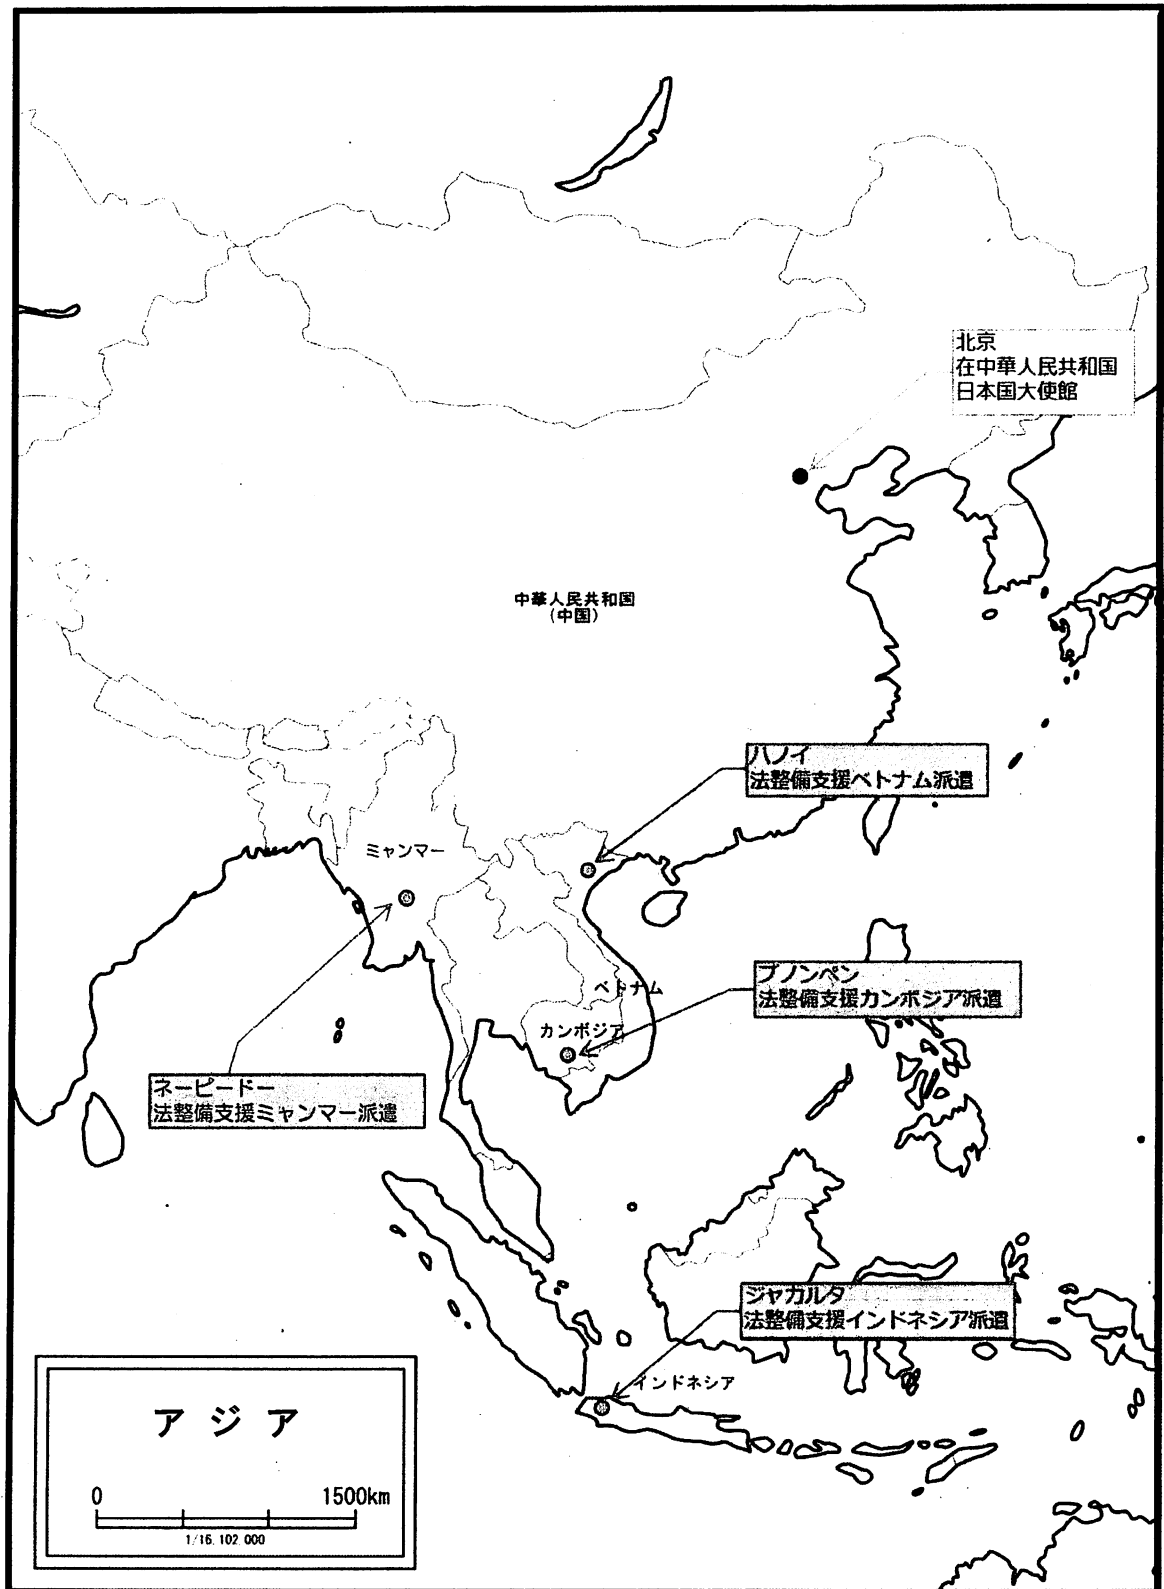 北京
在中華人民共和国
日本国大使館
中華人民共和国
(中国)
ハノイ
法整備支援ベトナム派遣
ミャンマー
プノンペン
法整備支援カンボジア派遣
ベトナム
カンボジア
ネーピードー
法整備支援ミャンマー派遣
ジャカルタ
法整備支援インドネシア派遣
インドネシア
アジア
0 1500km
1/16,102,000